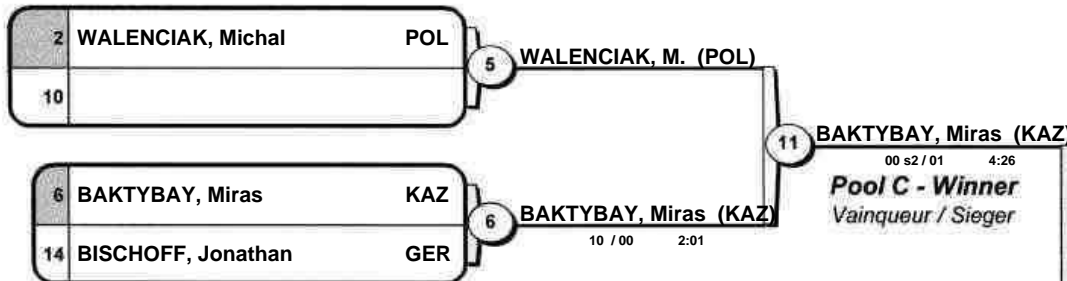 2 WALENCIAK, Michal POL
10
5
WALENCIAK, M. (POL)
6 BAKTYBAY, Miras KAZ
14 BISCHOFF, Jonathan GER
6
BAKTYBAY, Miras (KAZ)
10 / 00 2:01
11
BAKTYBAY, Miras (KAZ)
00 s2 / 01 4:26
Pool C - Winner
Vainqueur / Sieger